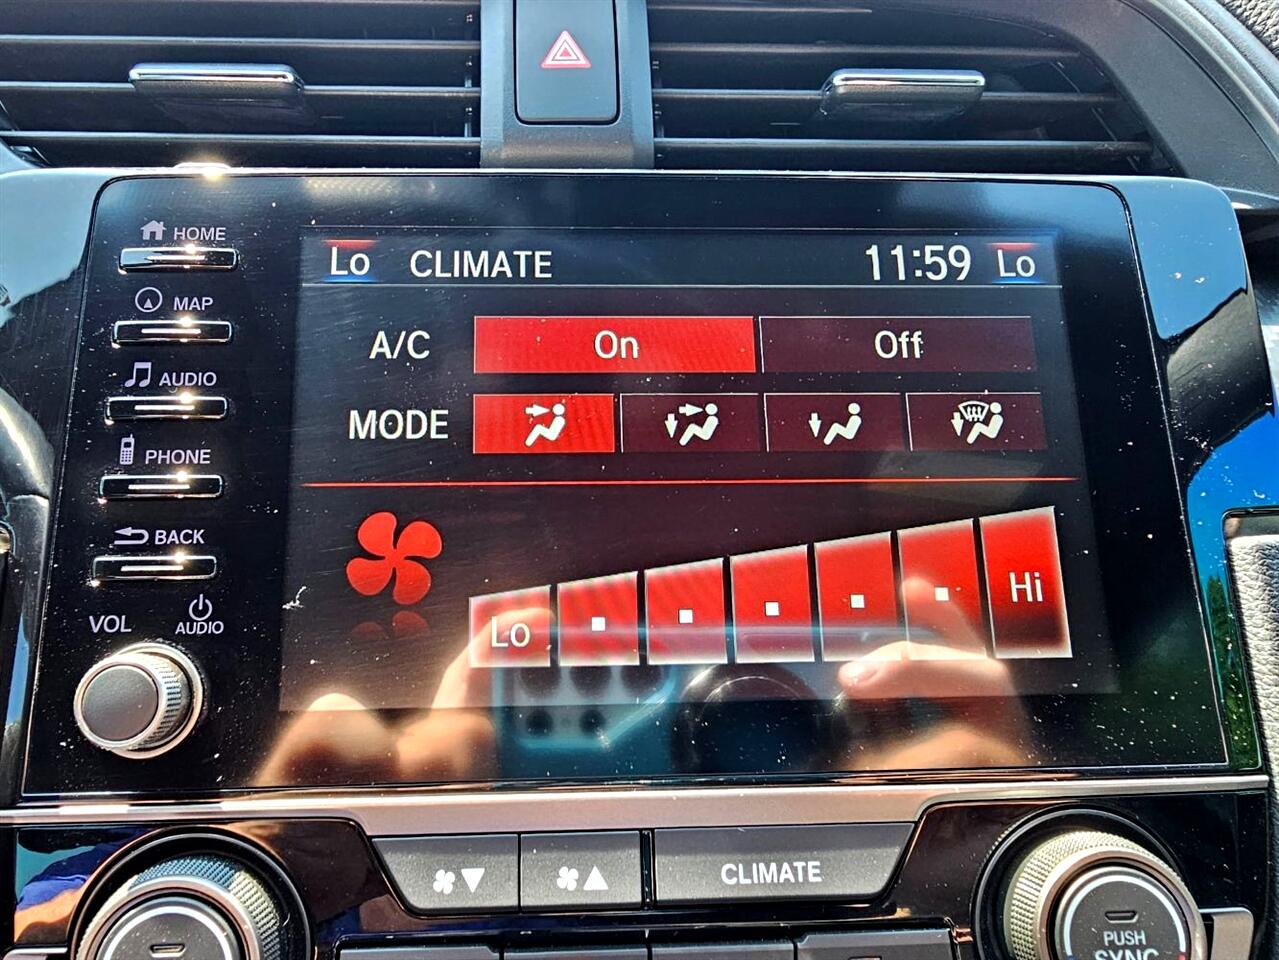 HOME
MAP
AUDIO
PHONE
BACK
VOL
AUDIO
Lo CLIMATE 11:59 Lo
A/C On Off
MODE
Lo Hi
CLIMATE
PUSH
SYNC